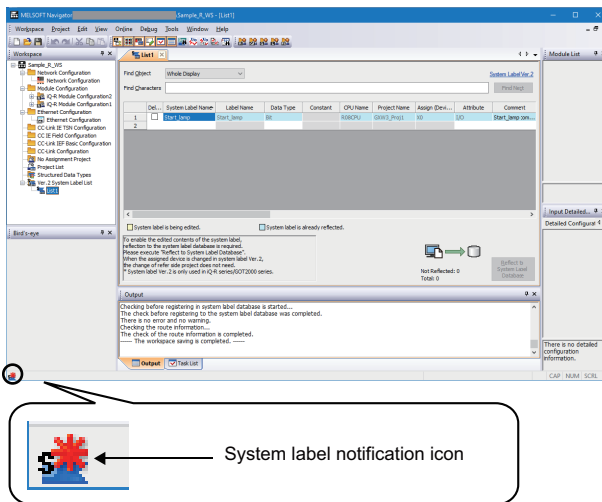 MELSOFT Navigator
Sample_R_WS - [List1]
Workspace Project Edit View Online Debug Tools Window Help
Workspace
Sample_R_WS
Network Configuration
Network Configuration
Module Configuration
iQ-R Module Configuration2
iQ-R Module Configuration1
Ethernet Configuration
Ethernet Configuration
CC-Link IE TSN Configuration
CC IE Field Configuration
CC-Link IEF Basic Configuration
CC-Link Configuration
No Assignment Project
Project List
Structured Data Types
Ver.2 System Label List
List1
Bird's-eye
List1
Find Object Whole Display System Label Ver.2
Find Characters Find Next
Del... System Label Name Label Name Data Type Constant CPU Name Project Name Assign (Devi... Attribute Comment
1 Start_lamp Start_lamp Bit R08CPU GXW3_Proj1 X0 I/O Start_lamp com...
2
System label is being edited. System label is already reflected.
To enable the edited contents of the system label,
reflection to the system label database is required.
Please execute "Reflect to System Label Database".
When the assigned device is changed in system label Ver.2,
the change of refer side project does not need.
* System label Ver.2 is only used in iQ-R series/GOT2000 series.
Not Reflected: 0
Total: 0
Reflect to
System Label
Database
Output
Checking before registering in system label database is started...
The check before registering to the system label database was completed.
There is no error and no warning.
Checking the route information...
The check of the route information is completed.
---- The workspace saving is completed. ----
Output Task List
Module List
Input Detailed...
Detailed Configurat
There is no detailed
configuration
information.
CAP NUM SCRL
S
System label notification icon